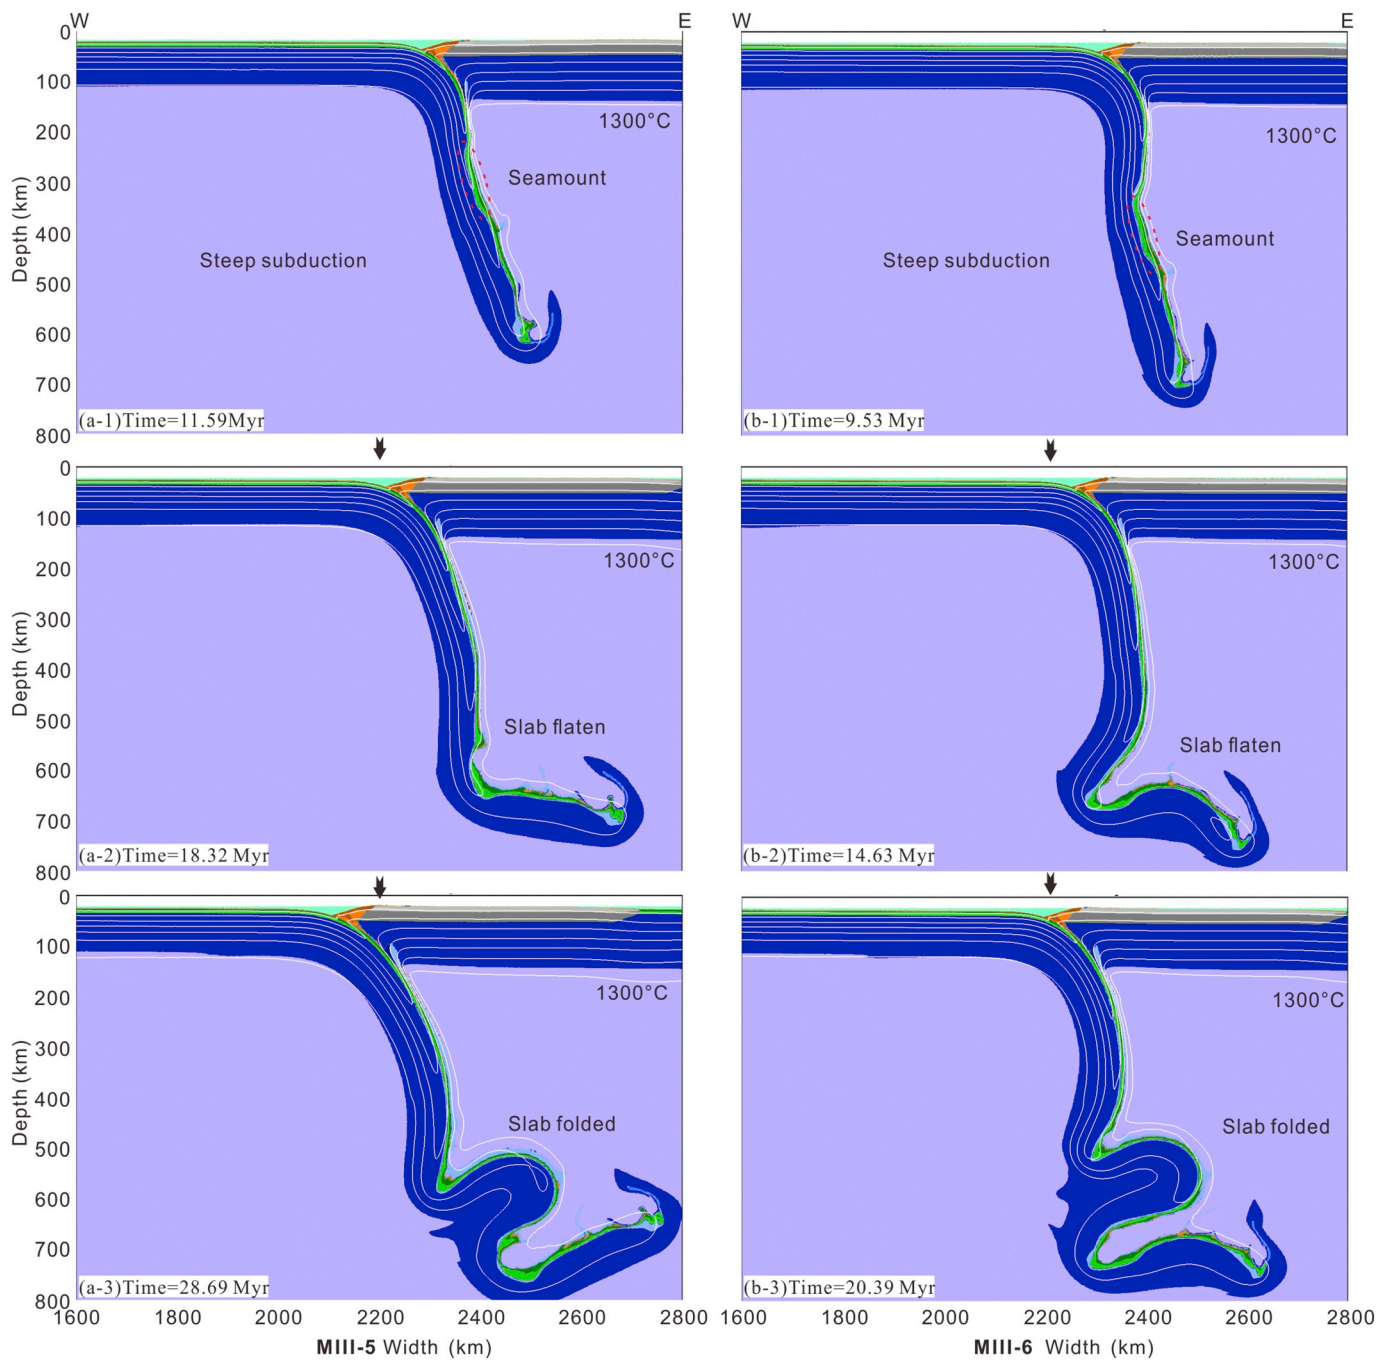 W E W E
0
100
200
300
400
500
600
700
800
Depth (km)
1300°C
Seamount
Steep subduction
(a-1)Time=11.59Myr
1300°C
Seamount
Steep subduction
(b-1)Time=9.53 Myr
0
100
200
300
400
500
600
700
800
Depth (km)
1300°C
Slab flaten
(a-2)Time=18.32 Myr
1300°C
Slab flaten
(b-2)Time=14.63 Myr
0
100
200
300
400
500
600
700
800
Depth (km)
1300°C
Slab folded
(a-3)Time=28.69 Myr
1300°C
Slab folded
(b-3)Time=20.39 Myr
1600 1800 2000 2200 2400 2600 2800
1600 1800 2000 2200 2400 2600 2800
MIII-5 Width (km)
MIII-6 Width (km)